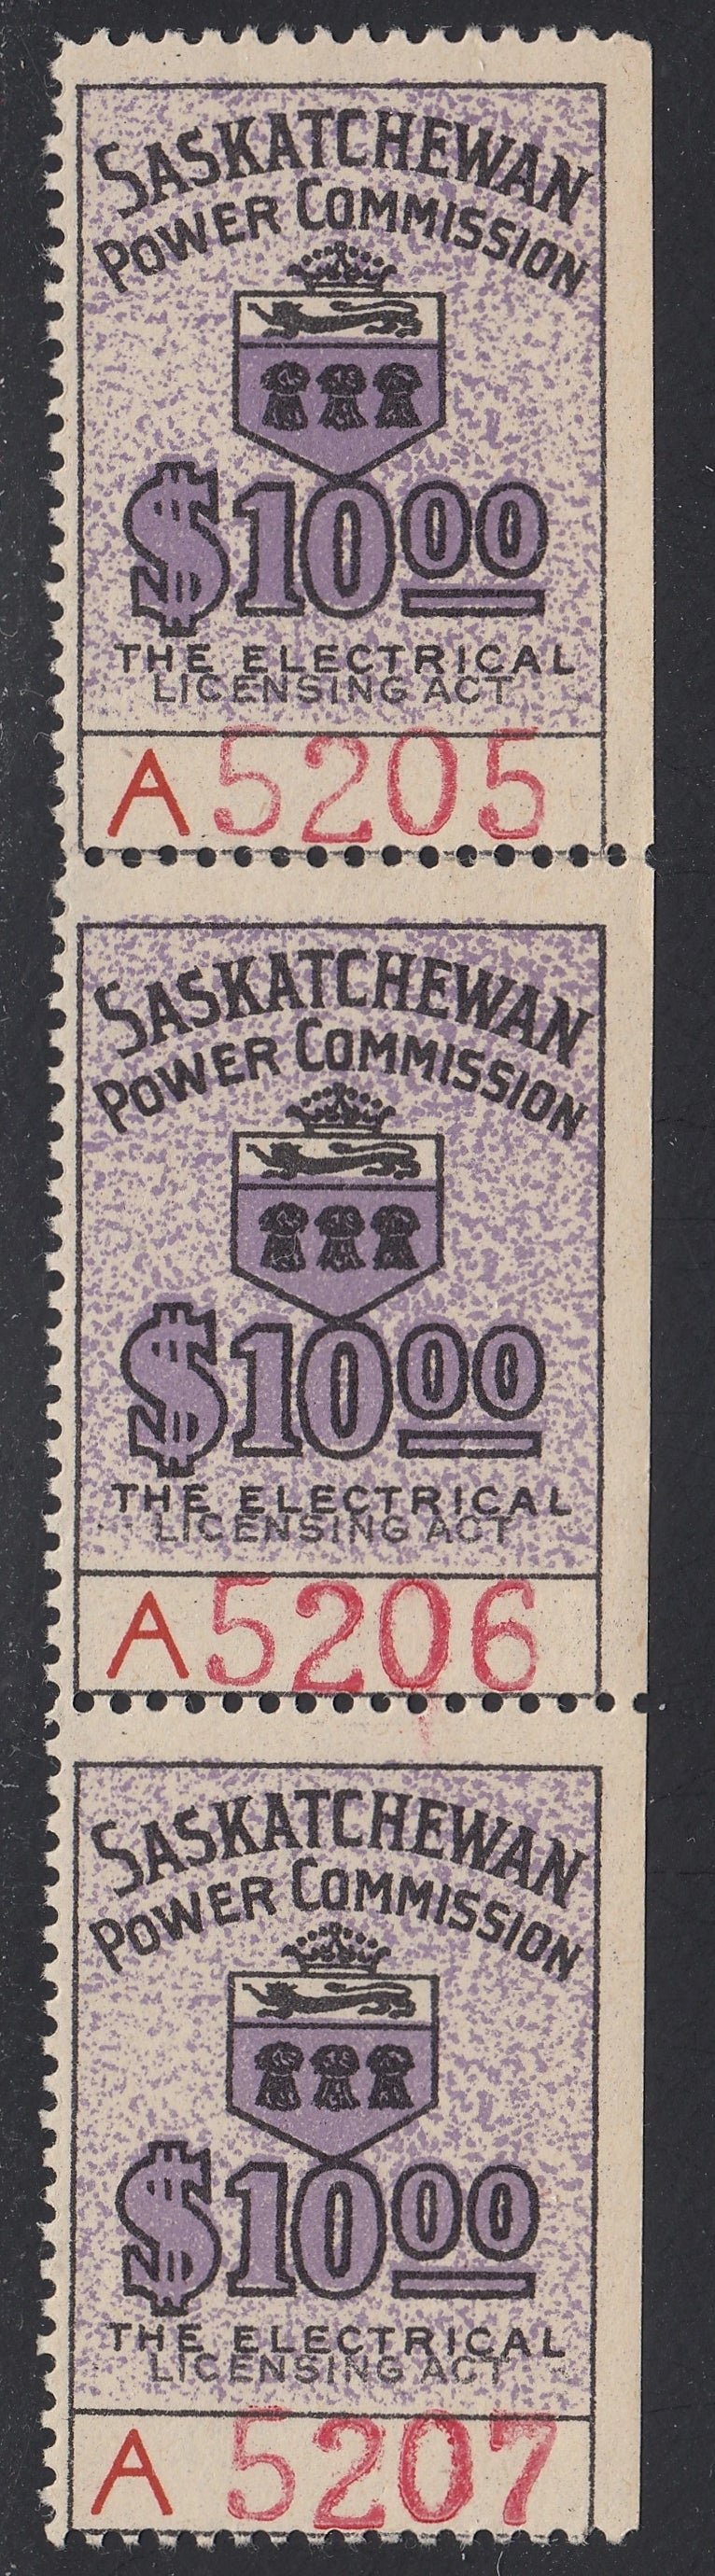 SASKATCHEWAN
POWER COMMISSION
$10.00
THE ELECTRICAL
LICENSING ACT
A 5205
SASKATCHEWAN
POWER COMMISSION
$10.00
THE ELECTRICAL
LICENSING ACT
A 5206
SASKATCHEWAN
POWER COMMISSION
$10.00
THE ELECTRICAL
LICENSING ACT
A 5207